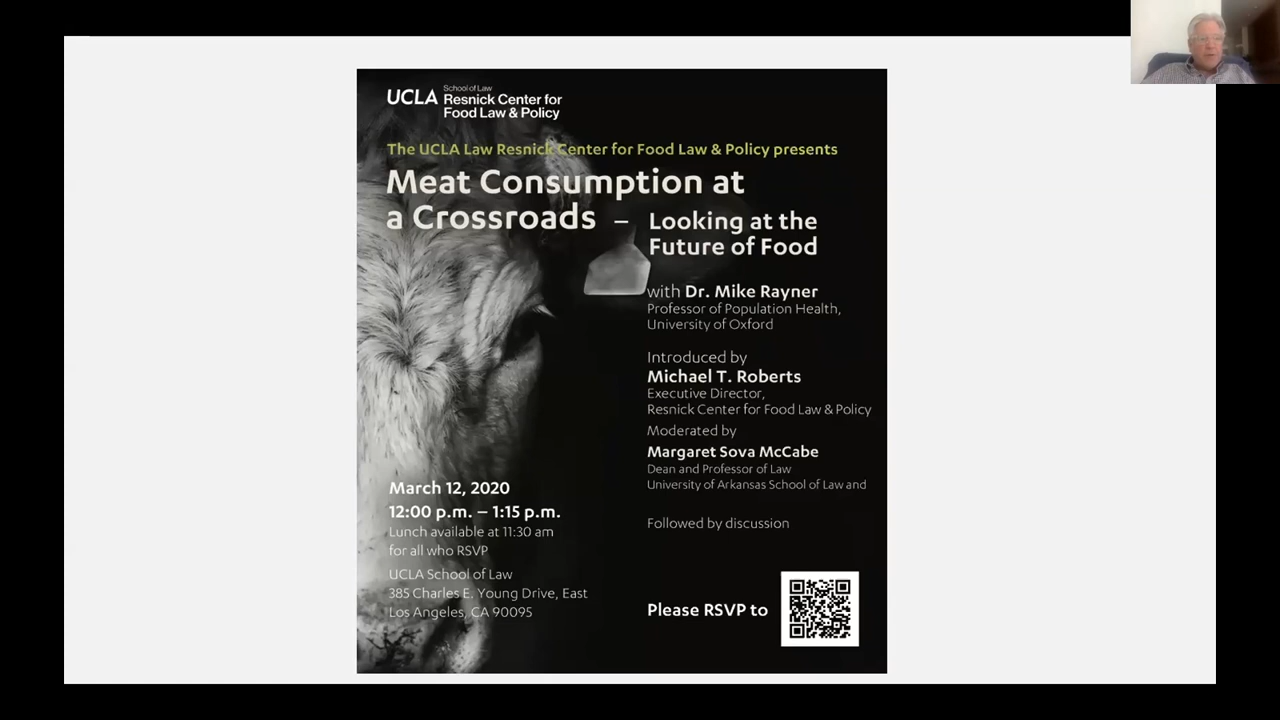 UCLA School of Law
Resnick Center for
Food Law & Policy
The UCLA Law Resnick Center for Food Law & Policy presents
Meat Consumption at
a Crossroads – Looking at the
Future of Food
with Dr. Mike Rayner
Professor of Population Health,
University of Oxford
Introduced by
Michael T. Roberts
Executive Director,
Resnick Center for Food Law & Policy
Moderated by
Margaret Sova McCabe
Dean and Professor of Law
University of Arkansas School of Law and
Followed by discussion
March 12, 2020
12:00 p.m. – 1:15 p.m.
Lunch available at 11:30 am
for all who RSVP
UCLA School of Law
385 Charles E. Young Drive, East
Los Angeles, CA 90095
Please RSVP to